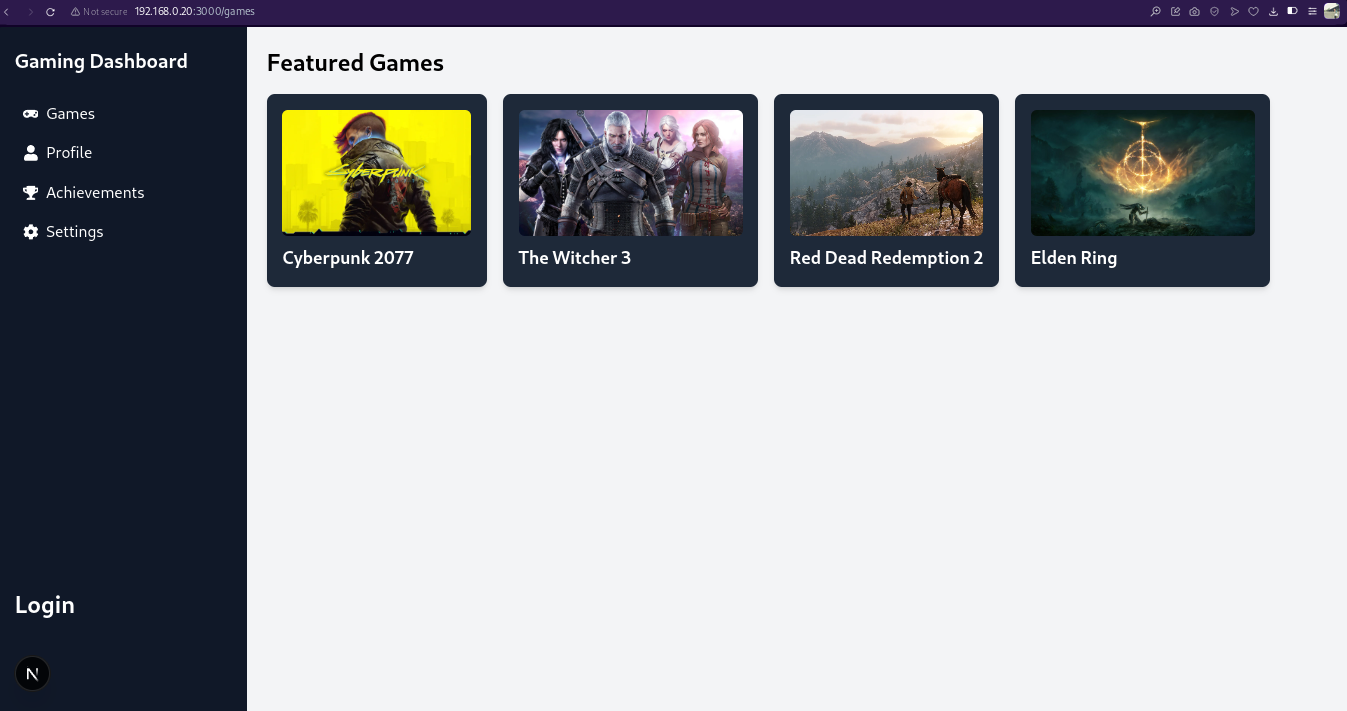 Not secure 192.168.0.20:3000/games
Gaming Dashboard
Games
Profile
Achievements
Settings
Login
N
Featured Games
Cyberpunk
Cyberpunk 2077
The Witcher 3
Red Dead Redemption 2
Elden Ring